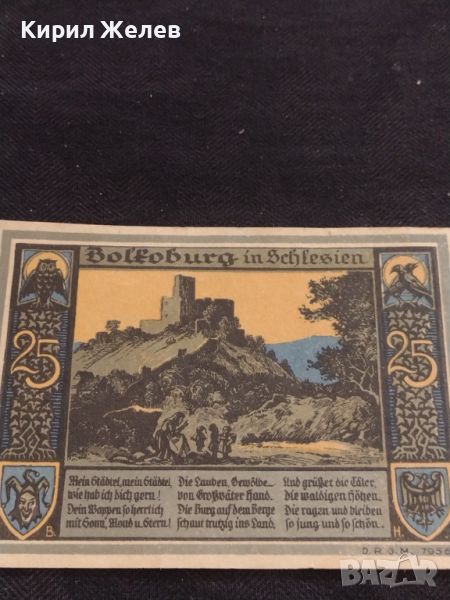 Кирил Желев
Bolkoburg in Schlesien
25
25
Mein Städtel, mein Städtel,
wie hab ich dich gern!
Dein Wappen so herrlich
mit Sonn', Mond u. Stern!
Die Lauben, Gewölbe
von Großväter Hand.
Die Burg auf dem Berge
schaut trutzig ins Land.
Und grüßet die Täler,
Die waldigen Höhen,
Die ragen und bleiben
so jung und so schön.
B.
H.
D. R. G. M. 7956
bazar